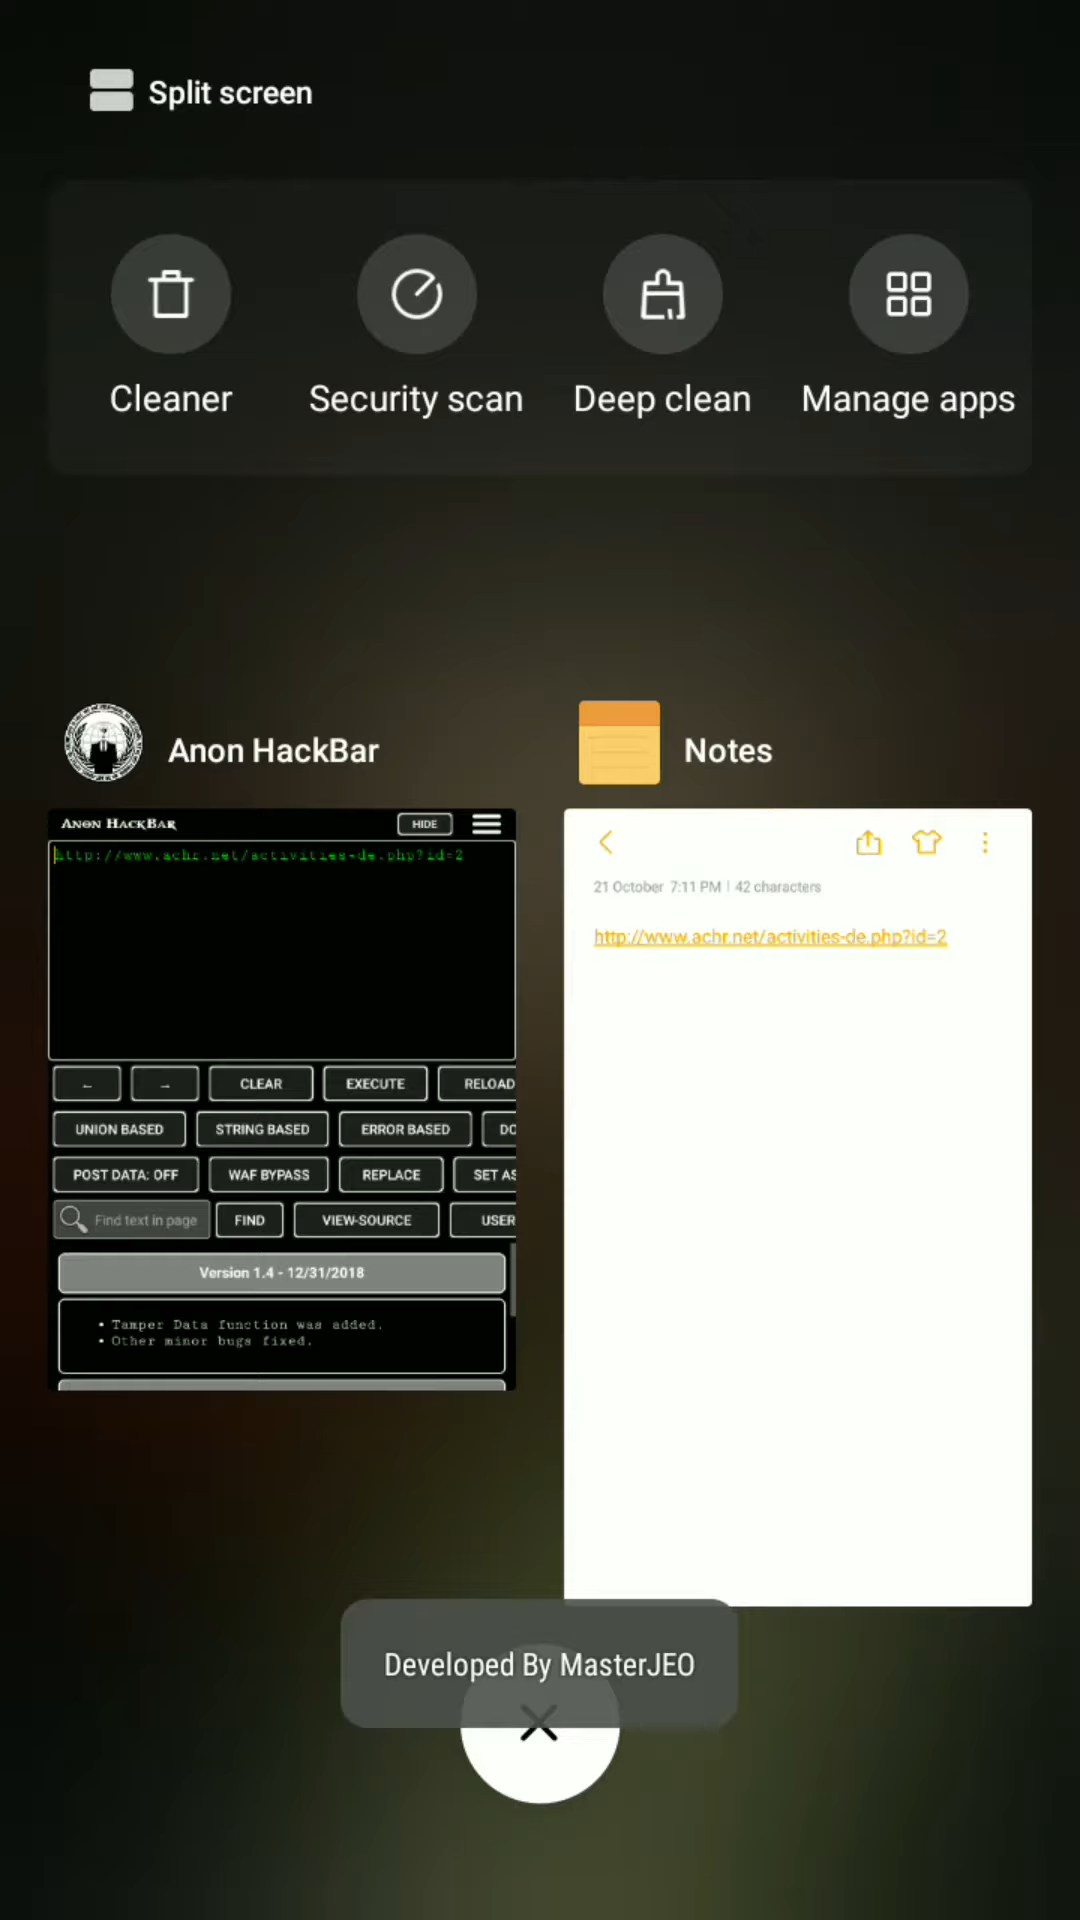 Split screen
Cleaner
Security scan
Deep clean
Manage apps
Anon HackBar
Notes
ANON HACKBAR
HIDE
http://www.achr.net/activities-de.php?id=2
←
→
CLEAR
EXECUTE
RELOAD
UNION BASED
STRING BASED
ERROR BASED
DO
POST DATA: OFF
WAF BYPASS
REPLACE
SET AS
Find text in page
FIND
VIEW-SOURCE
USER
Version 1.4 - 12/31/2018
• Tamper Data function was added.
• Other minor bugs fixed.
21 October 7:11 PM | 42 characters
http://www.achr.net/activities-de.php?id=2
Developed By MasterJEO